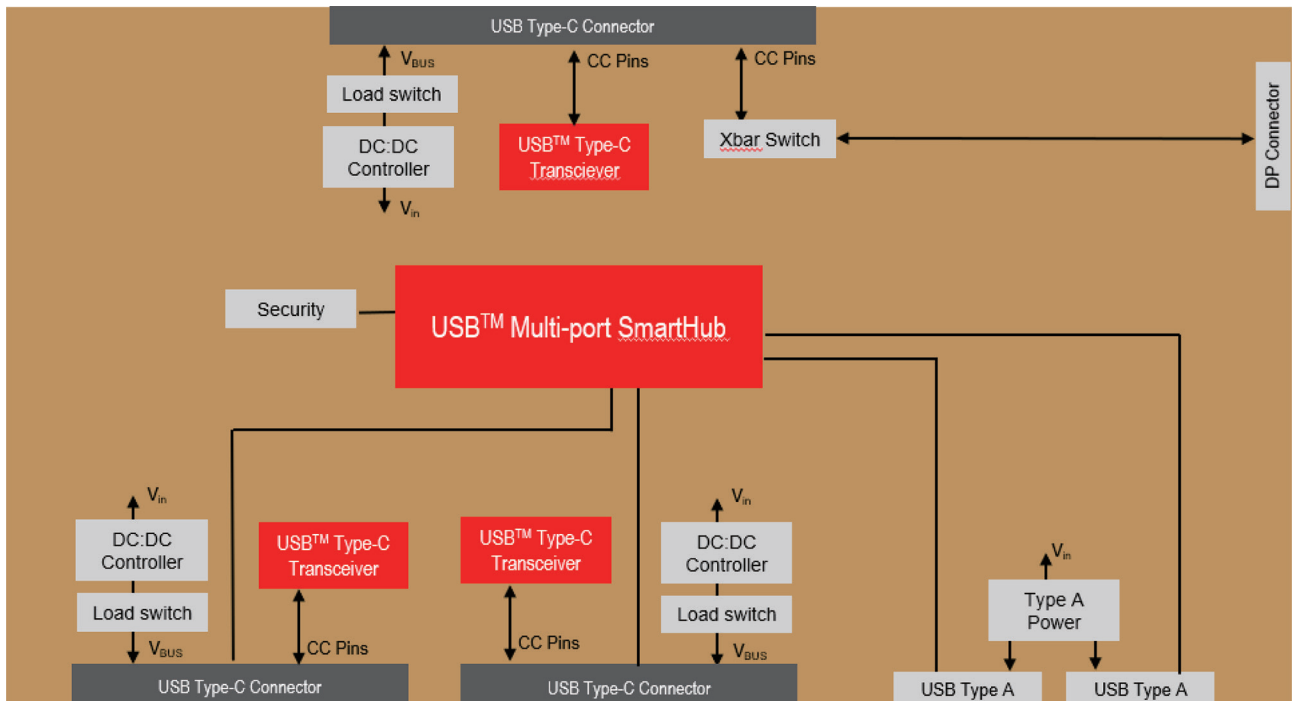 USB Type-C Connector
VBUS
CC Pins
CC Pins
Load switch
DC:DC
Controller
Vin
USB™ Type-C
Transciever
Xbar Switch
DP Connector
Security
USB™ Multi-port SmartHub
Vin
DC:DC
Controller
Load switch
VBUS
USB™ Type-C
Transceiver
CC Pins
USB Type-C Connector
USB™ Type-C
Transceiver
CC Pins
Vin
DC:DC
Controller
Load switch
VBUS
USB Type-C Connector
Vin
Type A
Power
USB Type A
USB Type A